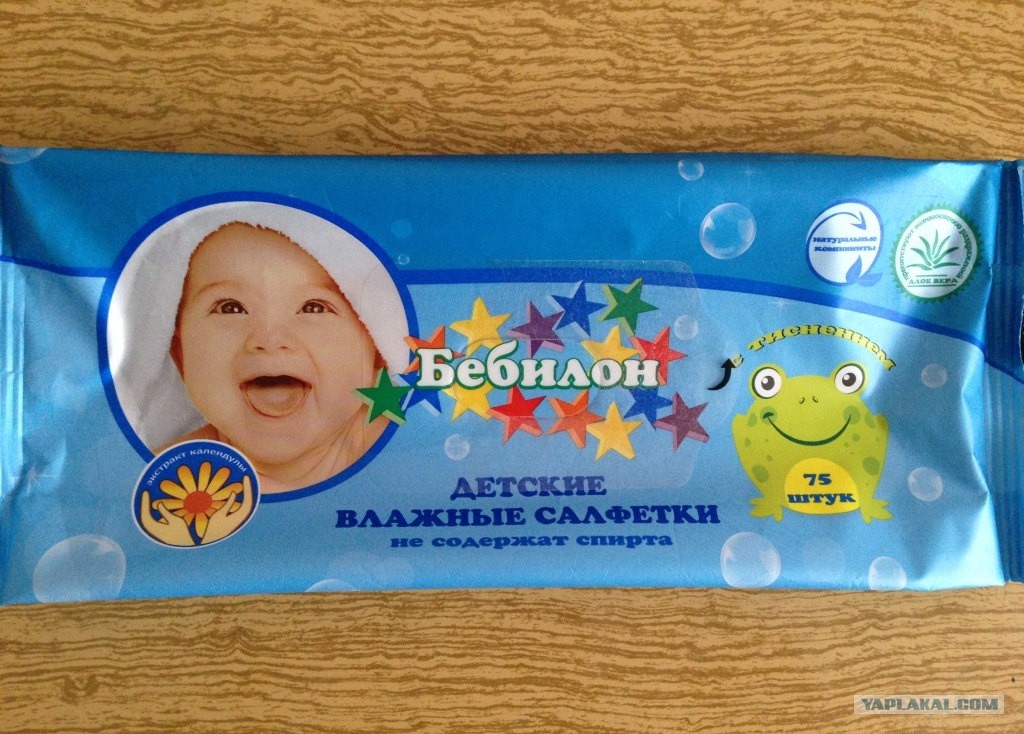 натуральные
компоненты
АЛОЕ ВЕРА
с тиснением
Бебилон
экстракт календулы
75
штук
ДЕТСКИЕ
ВЛАЖНЫЕ САЛФЕТКИ
не содержат спирта
YAPLAKAL.COM